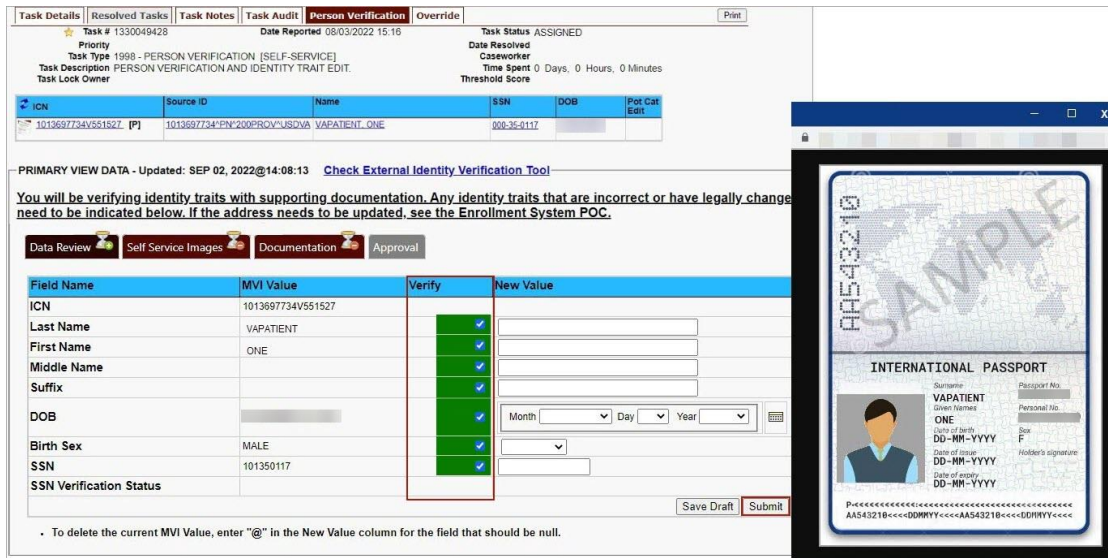 Task Details Resolved Tasks Task Notes Task Audit Person Verification Override Print
Task # 1330049428 Date Reported 08/03/2022 15:16 Task Status ASSIGNED
Priority Date Resolved
Task Type 1998 - PERSON VERIFICATION [SELF-SERVICE] Caseworker
Task Description PERSON VERIFICATION AND IDENTITY TRAIT EDIT. Time Spent 0 Days, 0 Hours, 0 Minutes
Task Lock Owner Threshold Score
ICN Source ID Name SSN DOB Pot Cat Edit
1013697734V551527 [P] 1013697734^PN^200PROV^USDVA VAPATIENT, ONE 000-35-0117
PRIMARY VIEW DATA - Updated: SEP 02, 2022@14:08:13 Check External Identity Verification Tool
You will be verifying identity traits with supporting documentation. Any identity traits that are incorrect or have legally change
need to be indicated below. If the address needs to be updated, see the Enrollment System POC.
Data Review Self Service Images Documentation Approval
Field Name MVI Value Verify New Value
ICN 1013697734V551527
Last Name VAPATIENT
First Name ONE
Middle Name
Suffix
DOB Month Day Year
Birth Sex MALE
SSN 101350117
SSN Verification Status
Save Draft Submit
• To delete the current MVI Value, enter "@" in the New Value column for the field that should be null.
X
AA543210
SAMPLE
INTERNATIONAL PASSPORT
Surname Passport No.
VAPATIENT
Given Names Personal No.
ONE
Date of birth Sex
DD-MM-YYYY F
Date of issue Holder's signature
DD-MM-YYYY
Date of expiry
DD-MM-YYYY
AA543210<<<<DDMMYY<<<<AA543210<<<<DDMMYY<<<<